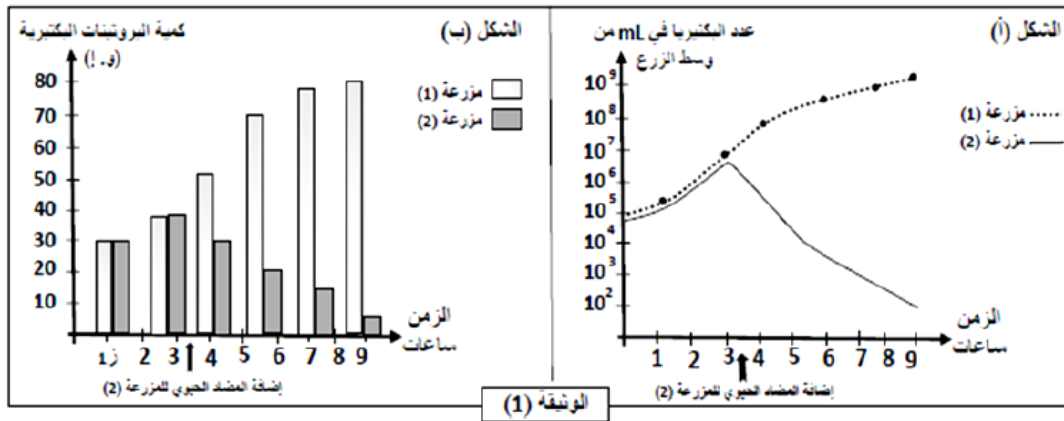 الشكل (أ)
عدد البكتيريا في mL من
وسط الزرع
10⁹
10⁸
10⁷
10⁶
10⁵
10⁴
10³
10²
مزرعة (1)
مزرعة (2)
1 2 3 4 5 6 7 8 9
الزمن
ساعات
إضافة المضاد الحيوي للمزرعة (2)
الشكل (ب)
كمية البروتينات البكتيرية
(و. إ)
80
70
60
50
40
30
20
10
مزرعة (1)
مزرعة (2)
ز1 2 3 4 5 6 7 8 9
الزمن
ساعات
إضافة المضاد الحيوي للمزرعة (2)
الوثيقة (1)